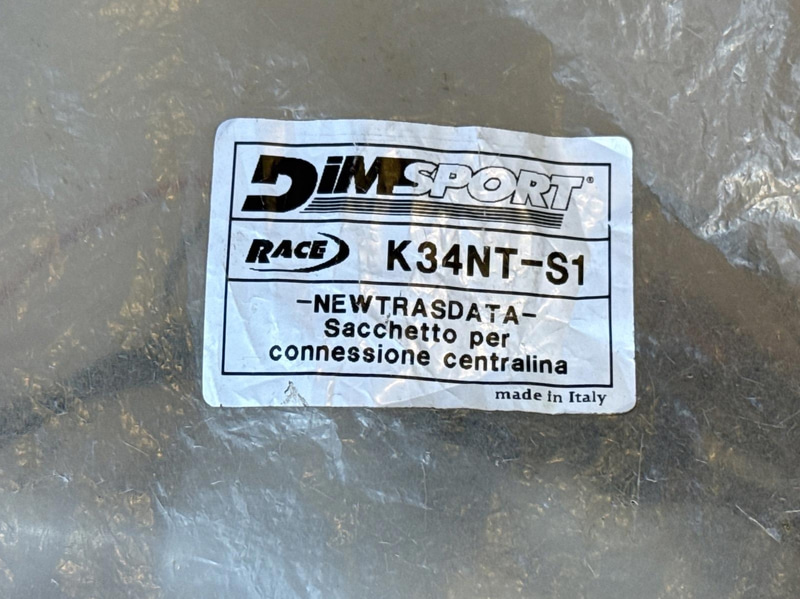 DIMSPORT®
RACE K34NT-S1
-NEWTRASDATA-
Sacchetto per
connessione centralina
made in Italy